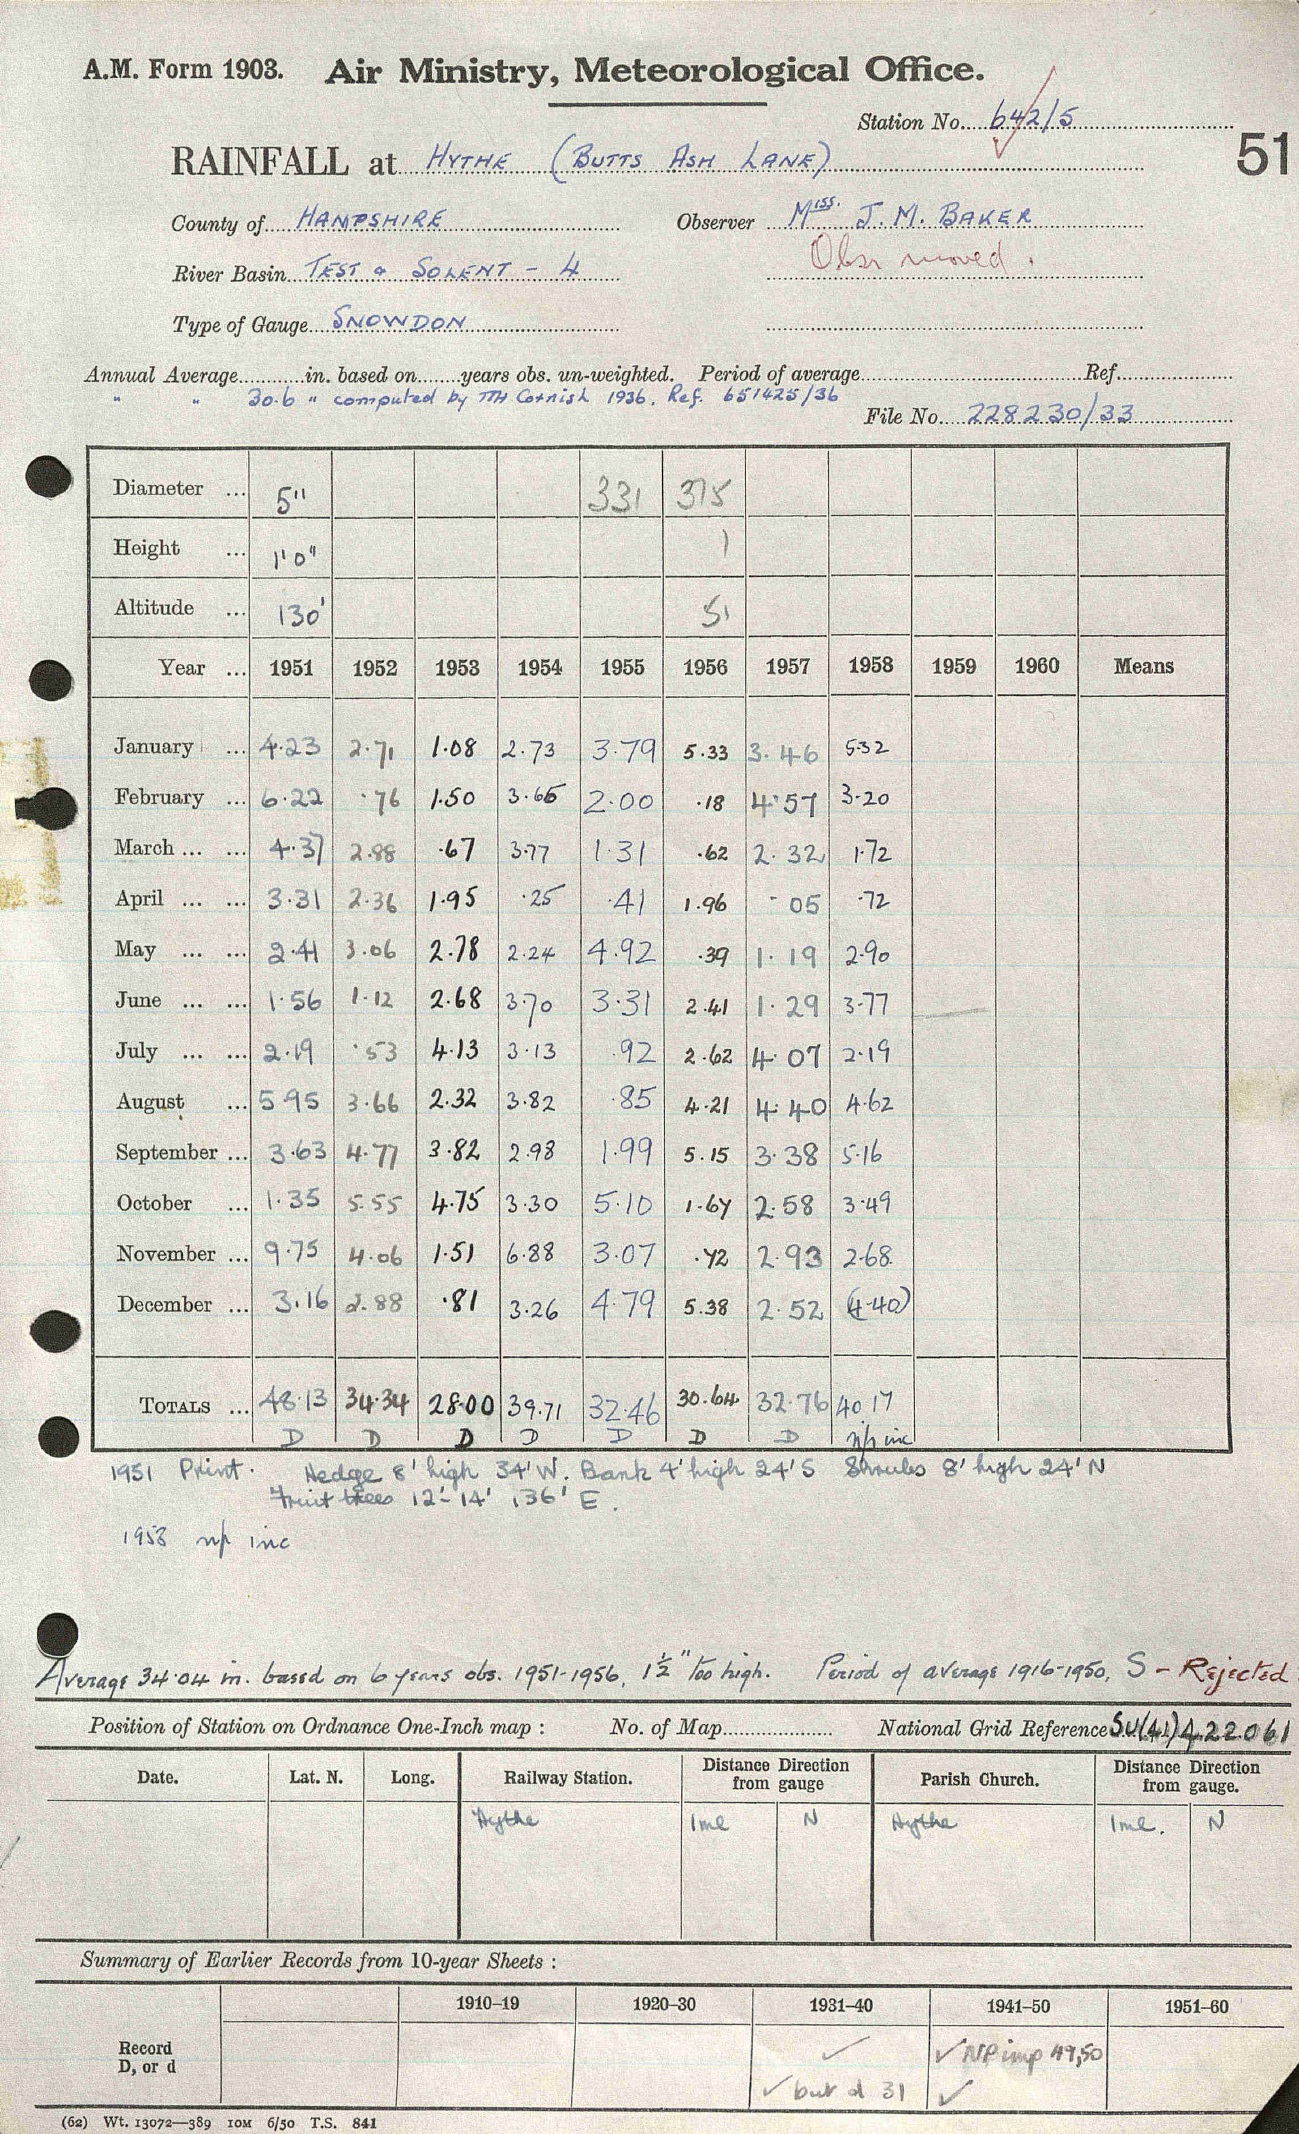 A.M. Form 1903. Air Ministry, Meteorological Office.
Station No. 642/5
51
RAINFALL at HYTHE (BUTTS ASH LANE)
County of HAMPSHIRE Observer Miss. J. M. BAKER
River Basin TEST & SOLENT - 4 Obsr moved.
Type of Gauge SNOWDON
Annual Average............in. based on........years obs. un-weighted. Period of average............ Ref............
" " 30.6 " computed by TH Cornish 1936. Ref. 651425/36
File No. 228230/33
Diameter ... 5" 331 315
Height ... 1'0" 1
Altitude ... 130' 51
Year ... 1951 1952 1953 1954 1955 1956 1957 1958 1959 1960 Means
January ... 4.23 2.71 1.08 2.73 3.79 5.33 3.46 5.32
February ... 6.22 .76 1.50 3.65 2.00 .18 4.57 3.20
March ... ... 4.37 2.88 .67 3.77 1.31 .62 2.32 1.72
April ... ... 3.31 2.36 1.95 .25 .41 1.96 .05 .72
May ... ... 2.41 3.06 2.78 2.24 4.92 .39 1.19 2.90
June ... ... 1.56 1.12 2.68 3.70 3.31 2.41 1.29 3.77
July ... ... 2.19 .53 4.13 3.13 .92 2.62 4.07 2.19
August ... 5.95 3.66 2.32 3.82 .85 4.21 4.40 4.62
September ... 3.63 4.77 3.82 2.98 1.99 5.15 3.38 5.16
October ... 1.35 5.55 4.75 3.30 5.10 1.67 2.58 3.49
November ... 9.75 4.06 1.51 6.88 3.07 .72 2.93 2.68
December ... 3.16 2.88 .81 3.26 4.79 5.38 2.52 (4.40)
TOTALS ... 48.13 34.34 28.00 39.71 32.46 30.64 32.76 40.17
D D D D D D D np inc
1951 Print. Hedge 8' high 34' W. Bank 4' high 24' S Shrubs 8' high 24' N
Fruit trees 12'-14' 136' E.
1958 np inc
Average 34.04 in. based on 6 years obs. 1951-1956, 1½" too high. Period of average 1916-1950, S - Rejected
Position of Station on Ordnance One-Inch map : No. of Map............ National Grid Reference SU(41) 422061
Date. Lat. N. Long. Railway Station. Distance from gauge Direction Parish Church. Distance from gauge. Direction
Hythe 1ml N Hythe 1ml. N
Summary of Earlier Records from 10-year Sheets :
1910–19 1920–30 1931–40 1941–50 1951–60
Record
D, or d
✓ ✓ NP imp 49,50
✓ but d 31 ✓
(62) Wt. 13072—389 10M 6/50 T.S. 841